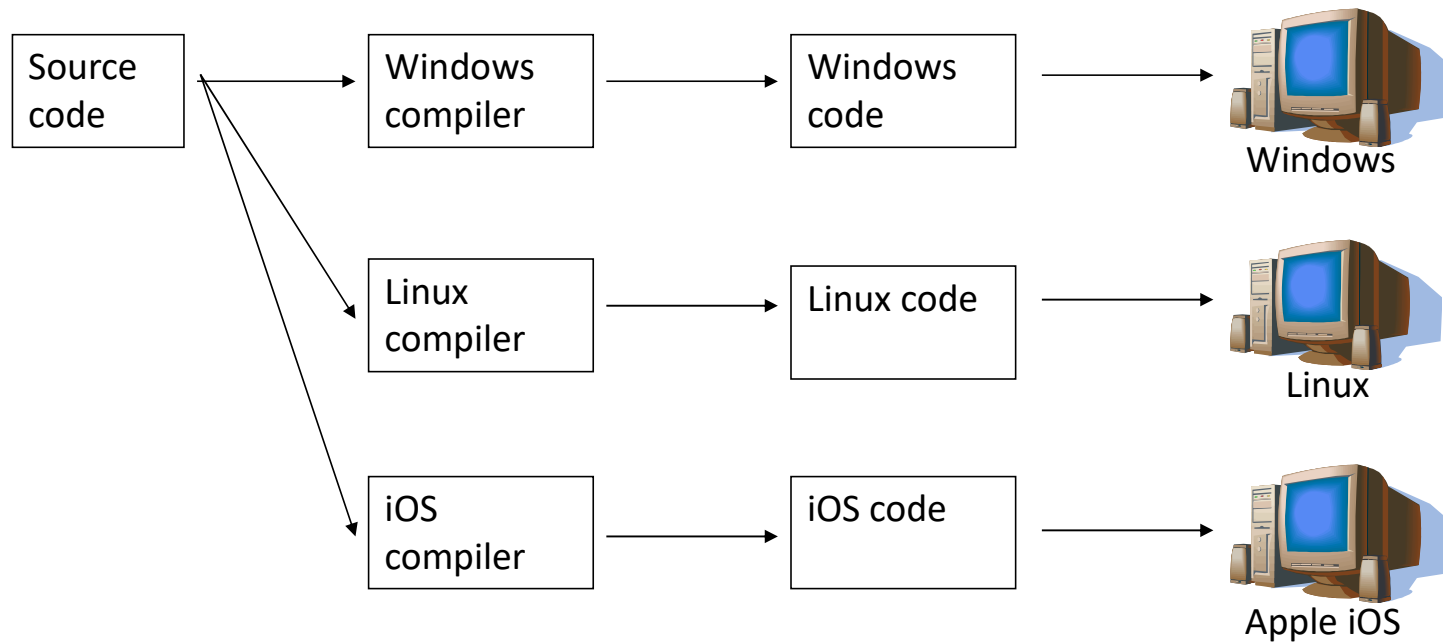 Source
code
Windows
compiler
Windows
code
Windows
Linux
compiler
Linux code
Linux
iOS
compiler
iOS code
Apple iOS